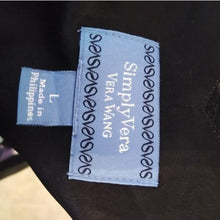 Simply Vera
VERA WANG
L
Made in
Philippines